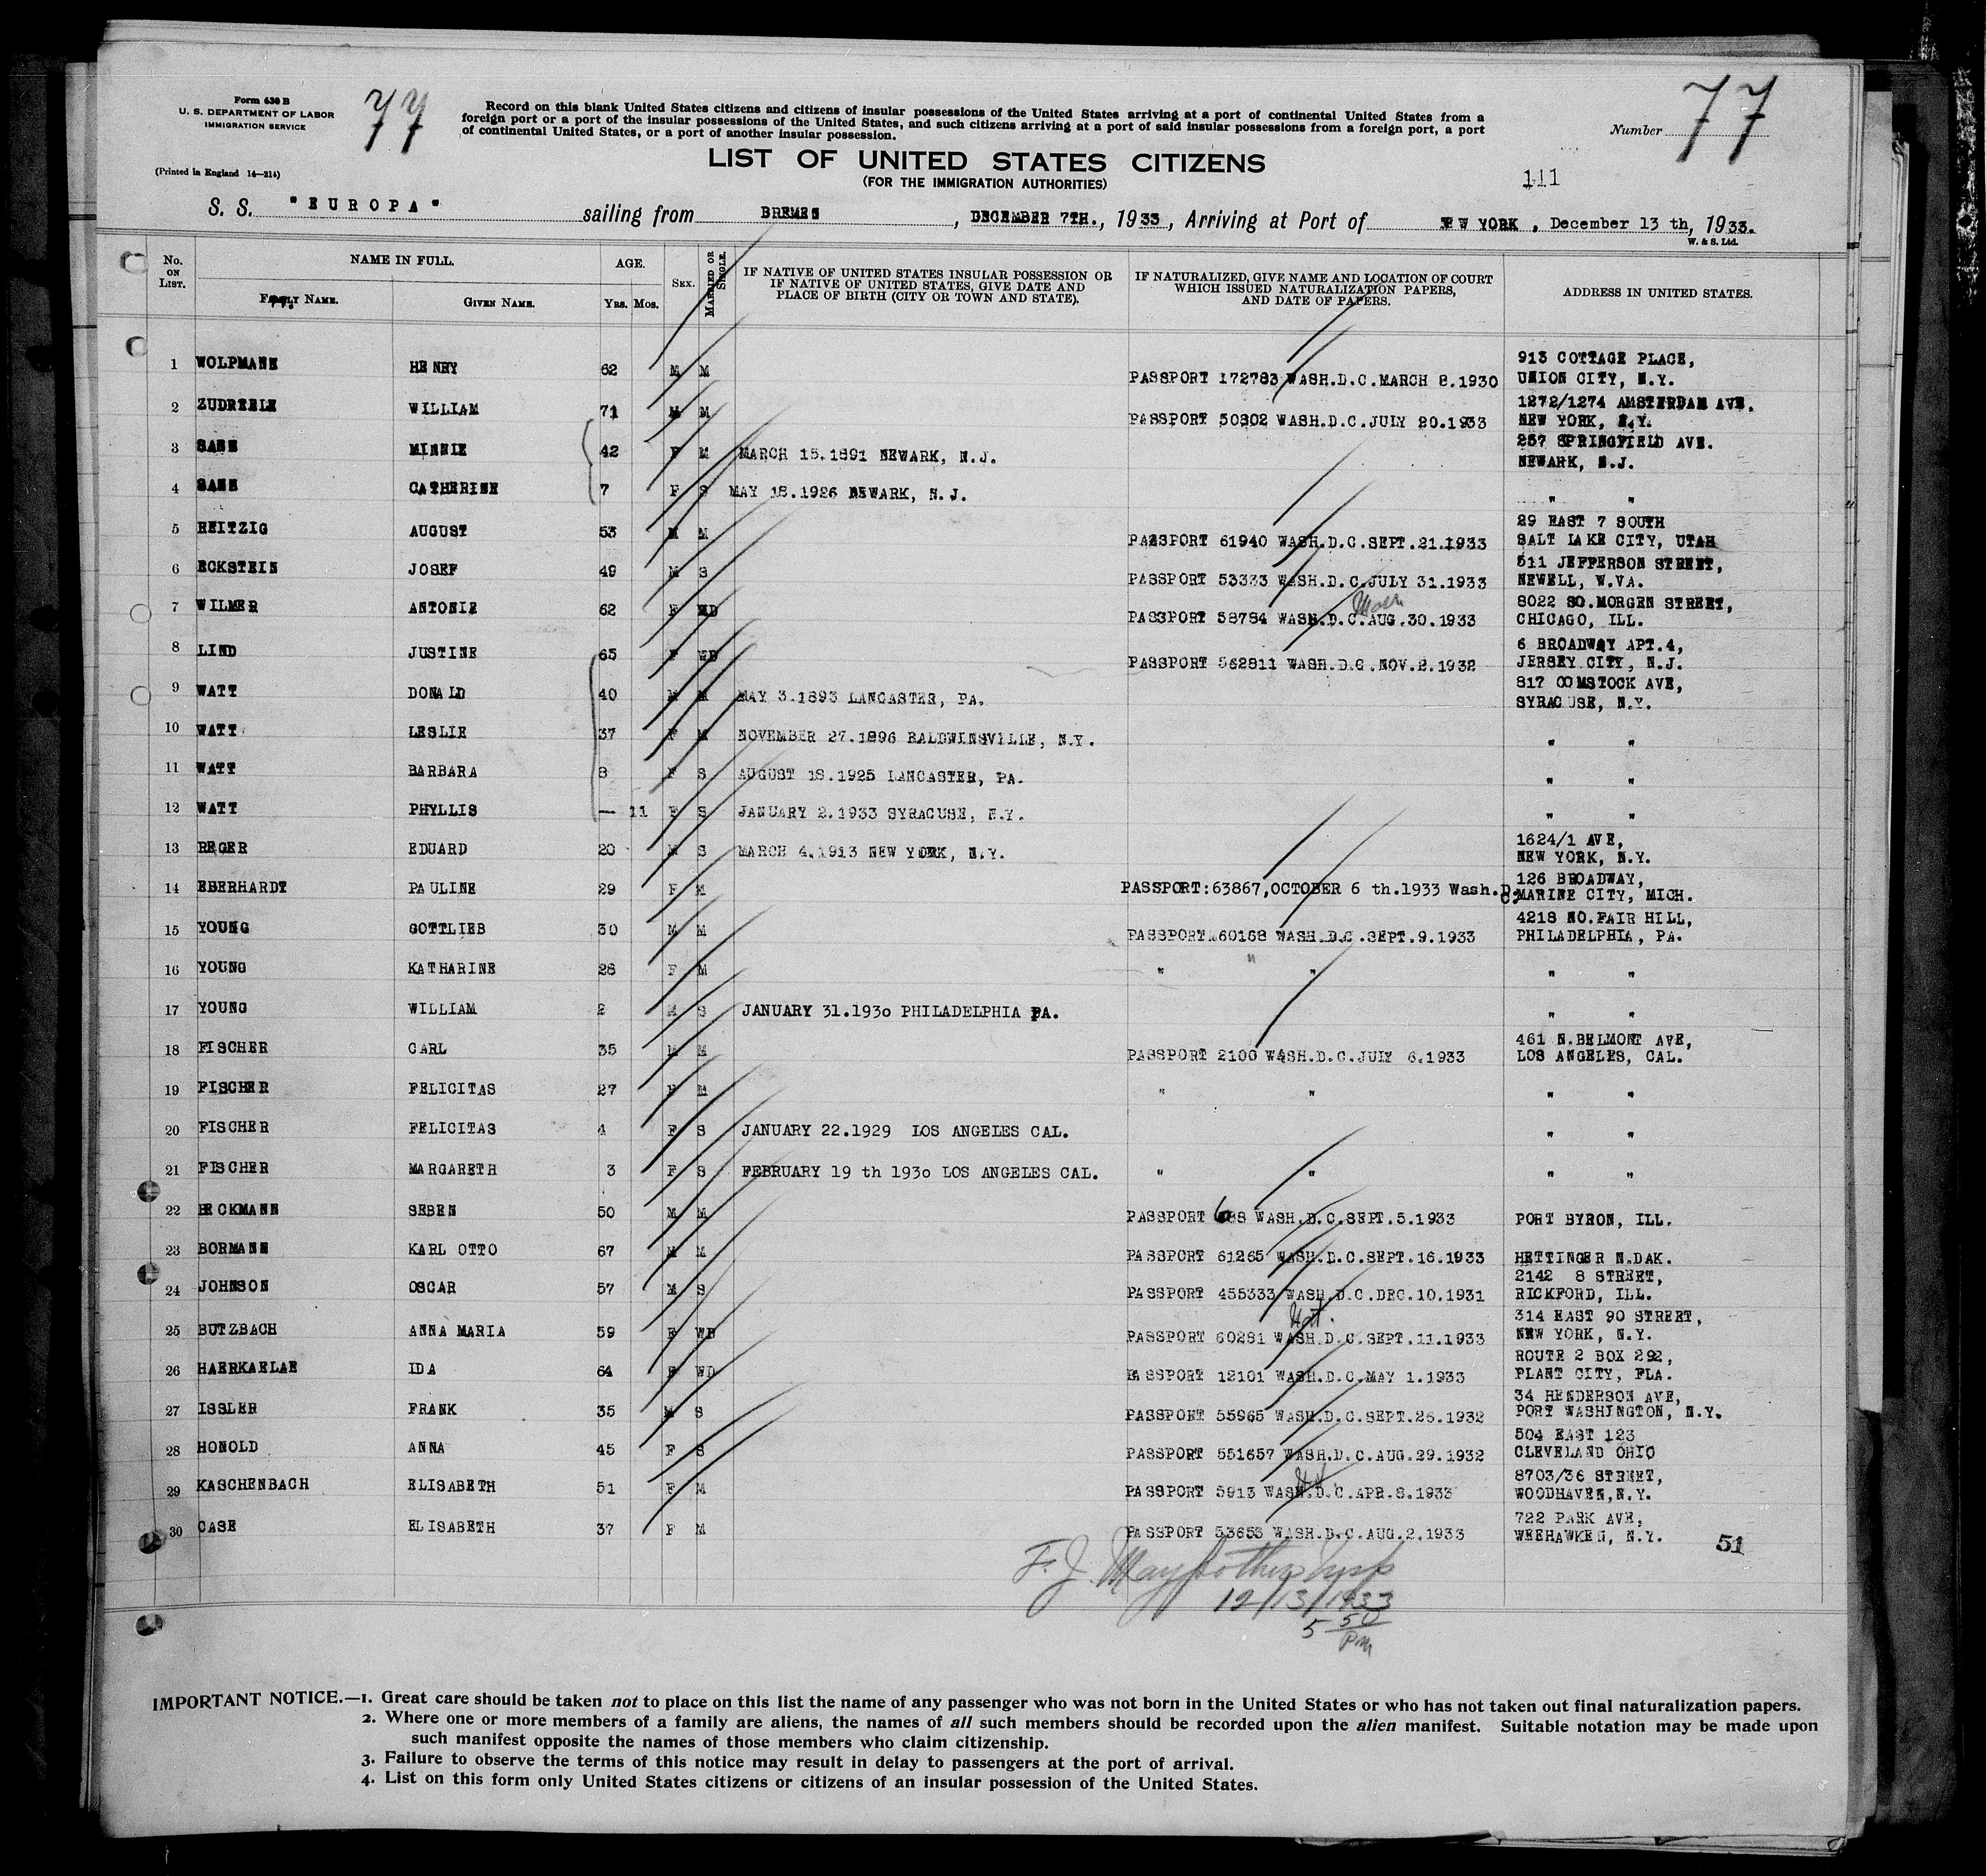 Form 630 B
U. S. DEPARTMENT OF LABOR
IMMIGRATION SERVICE
77
Record on this blank United States citizens and citizens of insular possessions of the United States arriving at a port of continental United States from a
foreign port or a port of the insular possessions of the United States, and such citizens arriving at a port of said insular possessions from a foreign port, a port
of continental United States, or a port of another insular possession.
Number 77
LIST OF UNITED STATES CITIZENS
(Printed in England 14—214)
(FOR THE IMMIGRATION AUTHORITIES)
111
S. S. "EUROPA" sailing from BREMEN, DECEMBER 7TH., 1933, Arriving at Port of NEW YORK, December 13 th, 1933.
W. & S. Ltd.
No. ON LIST. NAME IN FULL. AGE. SEX. MARRIED OR SINGLE. IF NATIVE OF UNITED STATES INSULAR POSSESSION OR IF NATIVE OF UNITED STATES, GIVE DATE AND PLACE OF BIRTH (CITY OR TOWN AND STATE). IF NATURALIZED, GIVE NAME AND LOCATION OF COURT WHICH ISSUED NATURALIZATION PAPERS, AND DATE OF PAPERS. ADDRESS IN UNITED STATES.
FAMILY NAME. GIVEN NAME. YRS. MOS.
1 WOLPMANN HENRY 62 M M PASSPORT 172783 WASH.D.C.MARCH 8.1930 913 COTTAGE PLACE, UNION CITY, N.Y.
2 WILLIAM 71 M M PASSPORT 50302 WASH.D.C.JULY 20.1933 1272/1274 AMSTERDAM AVE. NEW YORK, N.Y.
3 SANN MINNIE 42 F M MARCH 15.1891 NEWARK, N.J. 257 SPRINGFIELD AVE. NEWARK, N.J.
4 SANN CATHERINE 7 F S MAY 18.1926 NEWARK, N.J. " "
5 REITZIG AUGUST 53 M M PASSPORT 61940 WASH.D.C.SEPT.21.1933 29 EAST 7 SOUTH SALT LAKE CITY, UTAH
6 ECKSTEIN JOSEF 49 M S PASSPORT 53333 WASH.D.C.JULY 31.1933 511 JEFFERSON STREET, NEWELL, W.VA.
7 WILMER ANTONIE 62 F WD PASSPORT 58784 WASH.D.C.AUG.30.1933 8022 SO.MORGEN STREET, CHICAGO, ILL.
8 LIND JUSTINE 65 F WD PASSPORT 562811 WASH.D.C.NOV.2.1932 6 BROADWAY APT.4, JERSEY CITY, N.J.
9 WATT DONALD 40 M M MAY 3.1893 LANCASTER, PA. 817 COMSTOCK AVE, SYRACUSE, N.Y.
10 WATT LESLIE 37 F M NOVEMBER 27.1896 BALDWINSVILLE, N.Y. " "
11 WATT BARBARA 8 F S AUGUST 18.1925 LANCASTER, PA. " "
12 WATT PHYLLIS — 11 F S JANUARY 2.1933 SYRACUSE, N.Y. " "
13 REGER EDUARD 20 M S MARCH 4.1913 NEW YORK, N.Y. 1624/1 AVE, NEW YORK, N.Y.
14 EBERHARDT PAULINE 29 F M PASSPORT:63867,OCTOBER 6 th.1933 Wash.D.C. 126 BROADWAY, MARINE CITY, MICH.
15 YOUNG GOTTLIEB 30 M M PASSPORT 60168 WASH.D.C.SEPT.9.1933 4218 NO.FAIR HILL, PHILADELPHIA, PA.
16 YOUNG KATHARINE 28 F M " " " " "
17 YOUNG WILLIAM 2 M S JANUARY 31.1930 PHILADELPHIA PA. " "
18 FISCHER CARL 35 M M PASSPORT 2100 WASH.D.C.JULY 6.1933 461 N.BELMONT AVE, LOS ANGELES, CAL.
19 FISCHER FELICITAS 27 F M " " " "
20 FISCHER FELICITAS 4 F S JANUARY 22.1929 LOS ANGELES CAL. " "
21 FISCHER MARGARETH 3 F S FEBRUARY 19 th 1930 LOS ANGELES CAL. " " " "
22 BECKMANN SEBEN 50 M M PASSPORT WASH.D.C.SEPT.5.1933 PORT BYRON, ILL.
23 BORMANN KARL OTTO 67 M M PASSPORT 61265 WASH.D.C.SEPT.16.1933 HETTINGER N.DAK.
24 JOHNSON OSCAR 57 M S PASSPORT 455333 WASH.D.C.DEC.10.1931 2142 8 STREET, RICKFORD, ILL.
25 BUTZBACH ANNA MARIA 59 F WD PASSPORT 60281 WASH.D.C.SEPT.11.1933 314 EAST 90 STREET, NEW YORK, N.Y.
26 HAERKAELAE IDA 64 F WD PASSPORT 12101 WASH.D.C.MAY 1.1933 ROUTE 2 BOX 292, PLANT CITY, FLA.
27 ISSLER FRANK 35 M S PASSPORT 55965 WASH.D.C.SEPT.26.1932 34 HENDERSON AVE, PORT WASHINGTON, N.Y.
28 HONOLD ANNA 45 F S PASSPORT 551657 WASH.D.C.AUG.29.1932 504 EAST 123 CLEVELAND OHIO
29 KASCHENBACH ELISABETH 51 F M PASSPORT 5913 WASH.D.C.APR.8.1933 8703/36 STREET, WOODHAVEN,N.Y.
30 CASE ELISABETH 37 F M PASSPORT 53653 WASH.D.C.AUG.2.1933 722 PARK AVE, WEEHAWKEN, N.Y.
51
F. J.
12/13/1933
5 50 PM
IMPORTANT NOTICE.—1. Great care should be taken not to place on this list the name of any passenger who was not born in the United States or who has not taken out final naturalization papers.
2. Where one or more members of a family are aliens, the names of all such members should be recorded upon the alien manifest. Suitable notation may be made upon
such manifest opposite the names of those members who claim citizenship.
3. Failure to observe the terms of this notice may result in delay to passengers at the port of arrival.
4. List on this form only United States citizens or citizens of an insular possession of the United States.